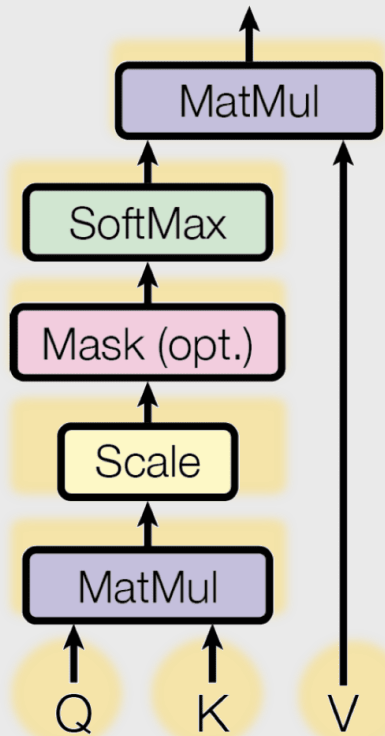 MatMul
SoftMax
Mask (opt.)
Scale
MatMul
Q K V